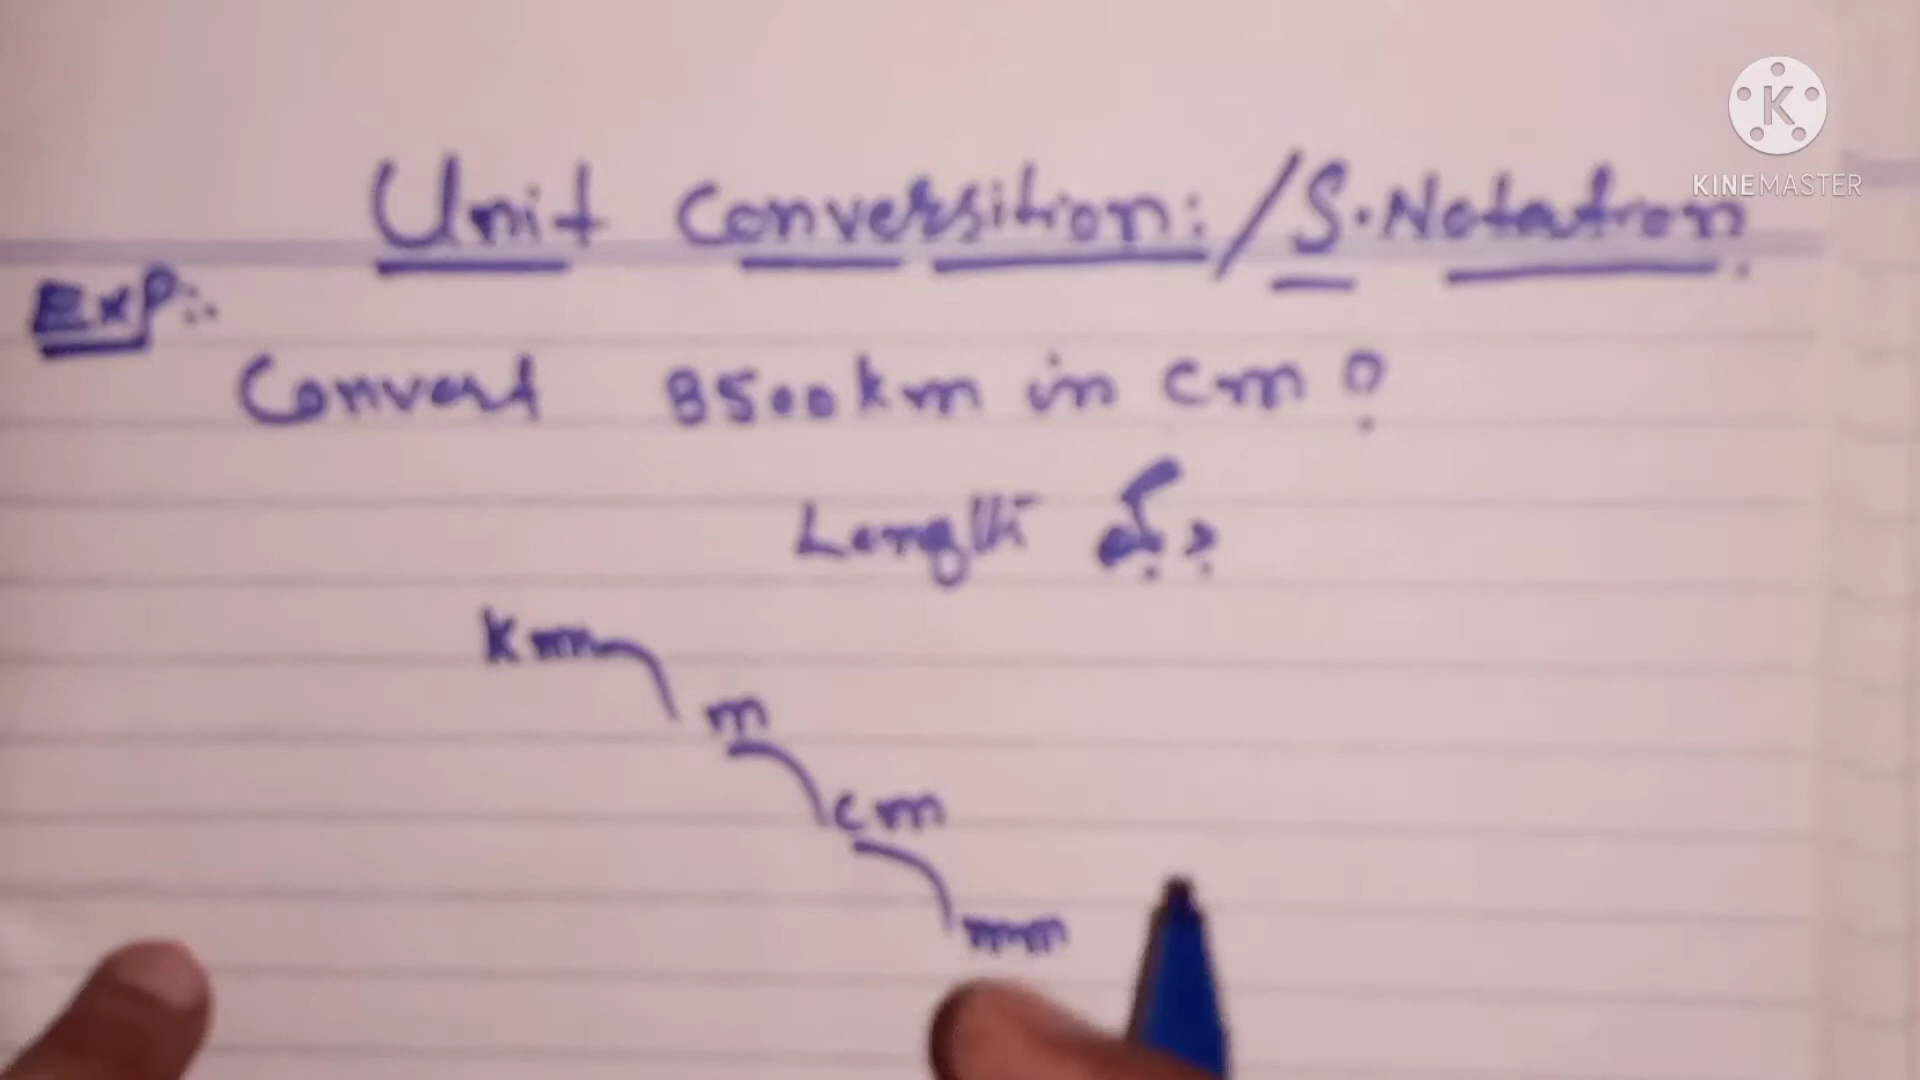 Unit Conversition:/S.Notation.
Exp:-
Convert 8500km in cm ?
Length
km
m
cm
mm
K
KINEMASTER